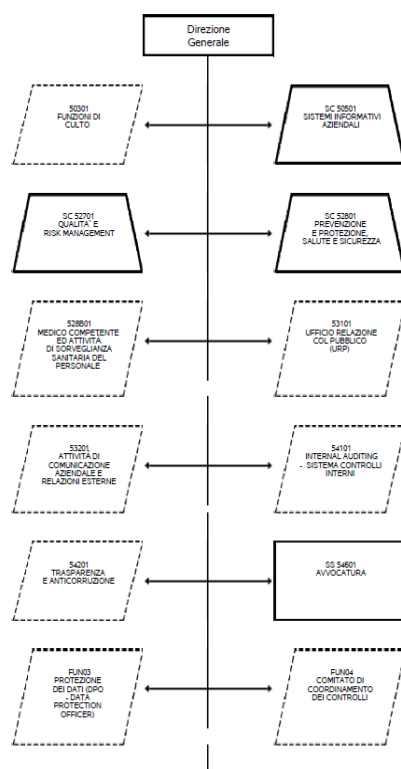 Direzione
Generale
50301
FUNZIONI DI
CULTO
SC 50501
SISTEMI INFORMATIVI
AZIENDALI
SC 52701
QUALITA' E
RISK MANAGEMENT
SC 52801
PREVENZIONE
E PROTEZIONE,
SALUTE E SICUREZZA
528B01
MEDICO COMPETENTE
ED ATTIVITÀ
DI SORVEGLIANZA
SANITARIA DEL
PERSONALE
53101
UFFICIO RELAZIONE
COL PUBBLICO
(URP)
53201
ATTIVITÀ DI
COMUNICAZIONE
AZIENDALE E
RELAZIONI ESTERNE
54101
INTERNAL AUDITING
- SISTEMA CONTROLLI
INTERNI
54201
TRASPARENZA
E ANTICORRUZIONE
SS 54601
AVVOCATURA
FUN03
PROTEZIONE
DEI DATI (DPO
- DATA
PROTECTION
OFFICER)
FUN04
COMITATO DI
COORDINAMENTO
DEI CONTROLLI